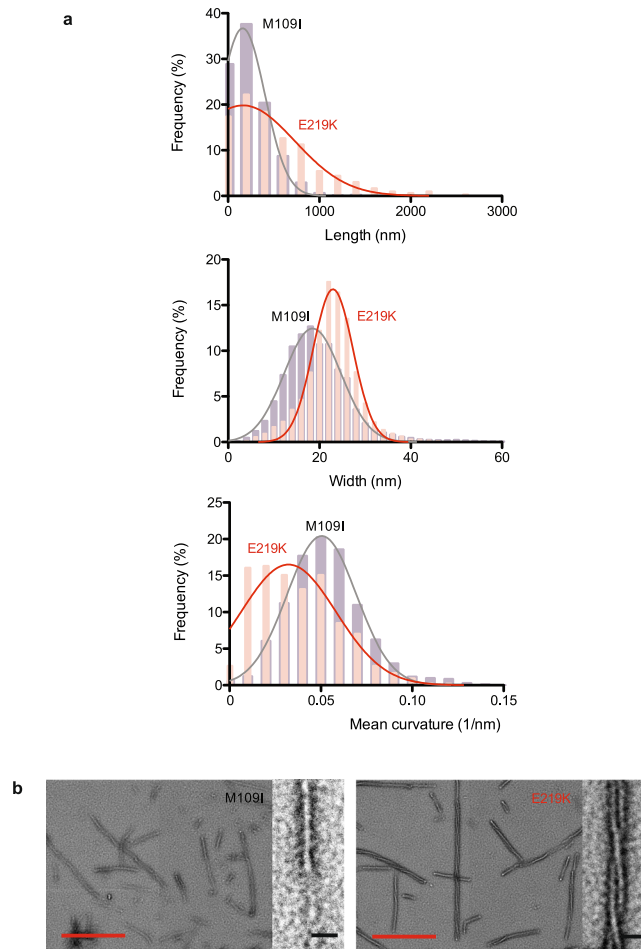 a
M109I
E219K
Frequency (%)
40
30
20
10
0
0 1000 2000 3000
Length (nm)
M109I
E219K
Frequency (%)
20
15
10
5
0
0 20 40 60
Width (nm)
M109I
E219K
Frequency (%)
25
20
15
10
5
0
0 0.05 0.10 0.15
Mean curvature (1/nm)
b
M109I
E219K